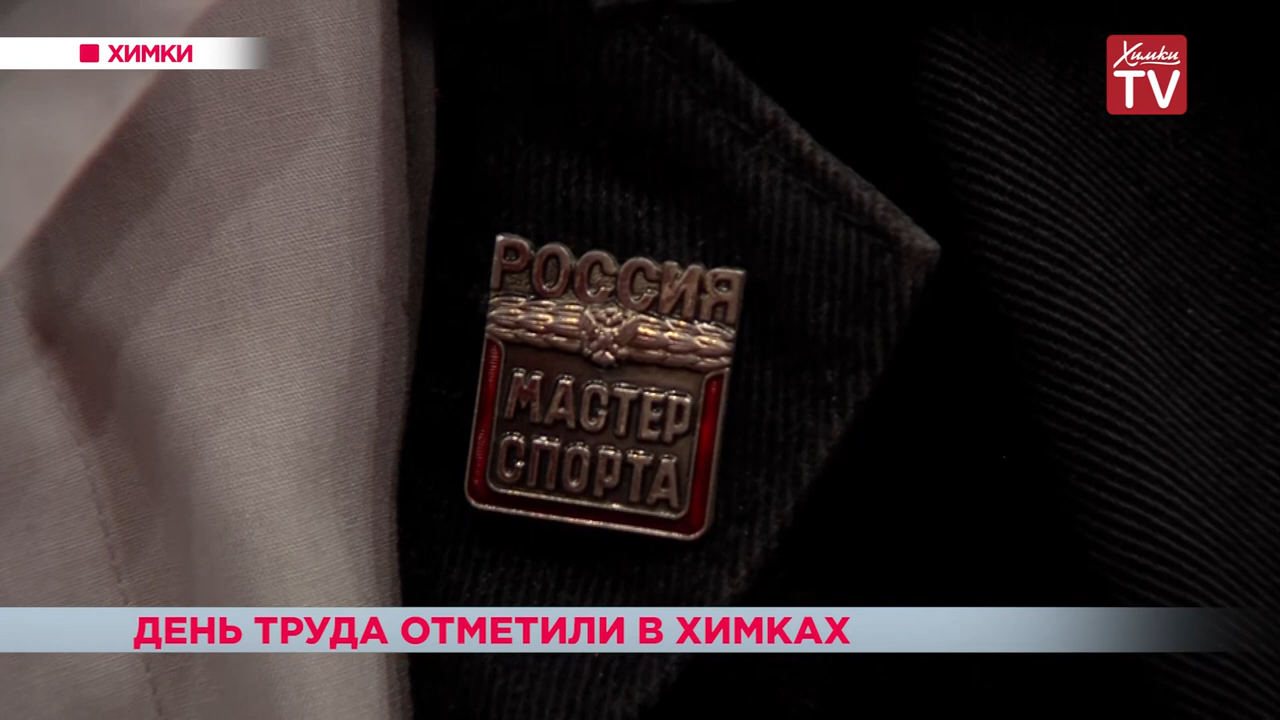 ХИМКИ
Химки
TV
РОССИЯ
МАСТЕР
СПОРТА
ДЕНЬ ТРУДА ОТМЕТИЛИ В ХИМКАХ